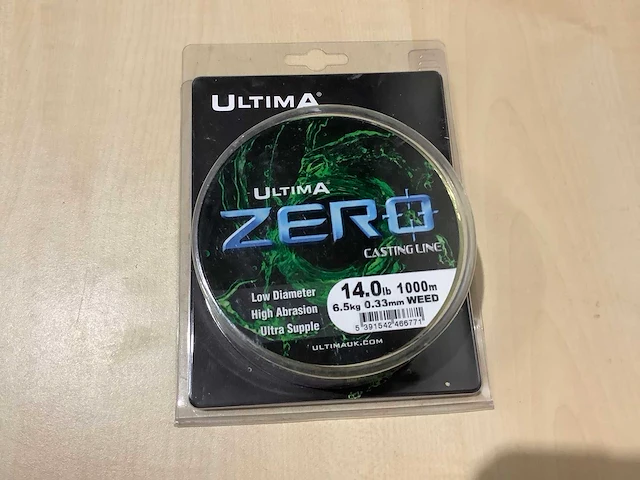 ULTIMA®
ULTIMA®
ZERO
CASTING LINE
Low Diameter
High Abrasion
Ultra Supple
14.0lb 1000m
6.5kg 0.33mm WEED
5 391542 466771
ULTIMAUK.COM